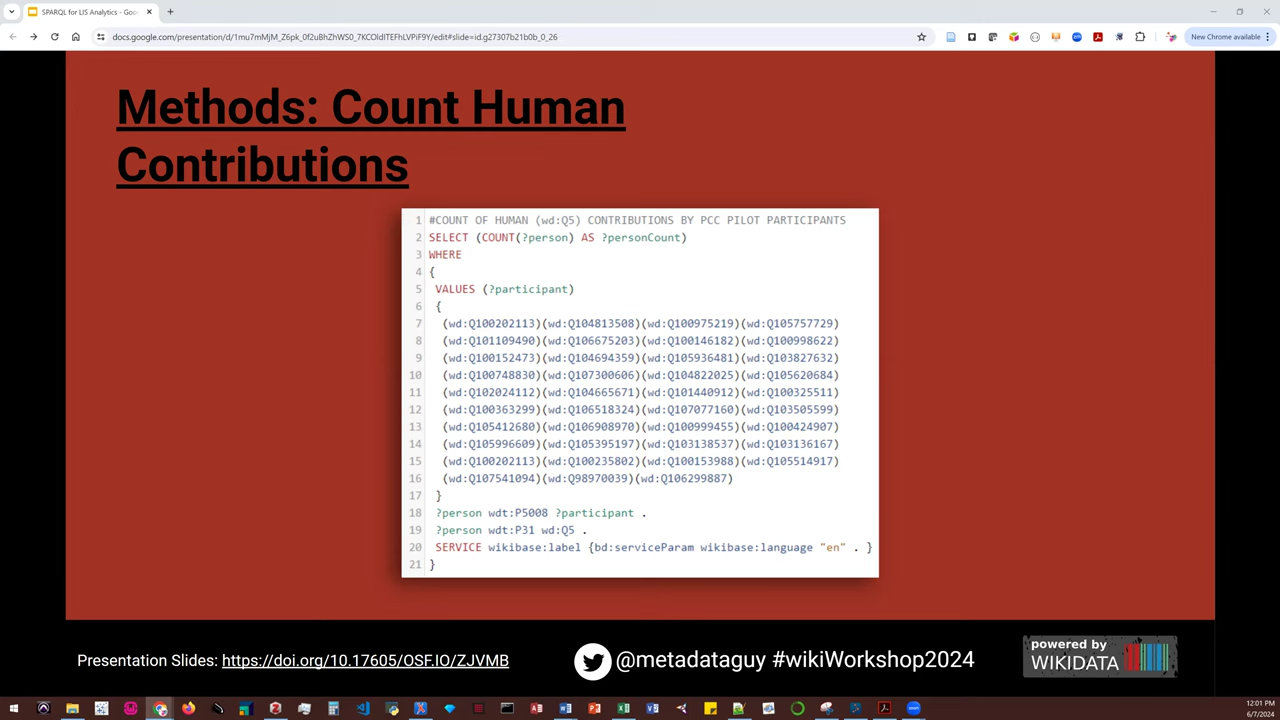 SPARQL for LIS Analytics - Goo
docs.google.com/presentation/d/1mu7mMjM_Z6pk_0f2uBhZhWS0_7KCOldITEFhLVPiF9Y/edit#slide=id.g27307b21b0b_0_26
New Chrome available
Methods: Count Human
Contributions
1 #COUNT OF HUMAN (wd:Q5) CONTRIBUTIONS BY PCC PILOT PARTICIPANTS
2 SELECT (COUNT(?person) AS ?personCount)
3 WHERE
4 {
5 VALUES (?participant)
6 {
7 (wd:Q100202113)(wd:Q104813508)(wd:Q100975219)(wd:Q105757729)
8 (wd:Q101109490)(wd:Q106675203)(wd:Q100146182)(wd:Q100998622)
9 (wd:Q100152473)(wd:Q104694359)(wd:Q105936481)(wd:Q103827632)
10 (wd:Q100748830)(wd:Q107300606)(wd:Q104822025)(wd:Q105620684)
11 (wd:Q102024112)(wd:Q104665671)(wd:Q101440912)(wd:Q100325511)
12 (wd:Q100363299)(wd:Q106518324)(wd:Q107077160)(wd:Q103505599)
13 (wd:Q105412680)(wd:Q106908970)(wd:Q100999455)(wd:Q100424907)
14 (wd:Q105996609)(wd:Q105395197)(wd:Q103138537)(wd:Q103136167)
15 (wd:Q100202113)(wd:Q100235802)(wd:Q100153988)(wd:Q105514917)
16 (wd:Q107541094)(wd:Q98970039)(wd:Q106299887)
17 }
18 ?person wdt:P5008 ?participant .
19 ?person wdt:P31 wd:Q5 .
20 SERVICE wikibase:label {bd:serviceParam wikibase:language "en" . }
21 }
Presentation Slides: https://doi.org/10.17605/OSF.IO/ZJVMB
@metadataguy #wikiWorkshop2024
powered by
WIKIDATA
12:01 PM
6/7/2024